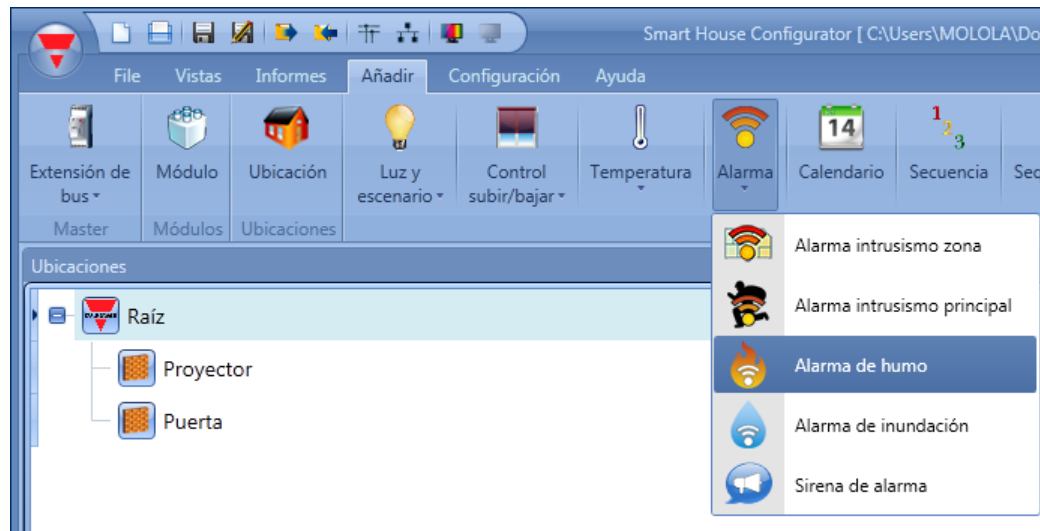 Smart House Configurator [ C:\Users\MOLOLA\Do
File Vistas Informes Añadir Configuración Ayuda
14
1 2 3
Extensión de bus
Módulo
Ubicación
Luz y escenario
Control subir/bajar
Temperatura
Alarma
Calendario
Secuencia
Sec
Master Módulos Ubicaciones
Ubicaciones
Alarma intrusismo zona
Raíz
Alarma intrusismo principal
Proyector
Alarma de humo
Puerta
Alarma de inundación
Sirena de alarma